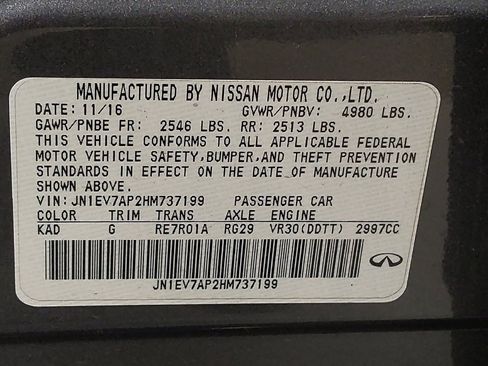 MANUFACTURED BY NISSAN MOTOR CO.,LTD.
DATE: 11/16 GVWR/PNBV: 4980 LBS.
GAWR/PNBE FR: 2546 LBS. RR: 2513 LBS.
THIS VEHICLE CONFORMS TO ALL APPLICABLE FEDERAL
MOTOR VEHICLE SAFETY,BUMPER,AND THEFT PREVENTION
STANDARDS IN EFFECT ON THE DATE OF MANUFACTURE
SHOWN ABOVE.
VIN: JN1EV7AP2HM737199 PASSENGER CAR
COLOR TRIM TRANS AXLE ENGINE
KAD G RE7R01A RG29 VR30(DDTT) 2997CC
JN1EV7AP2HM737199